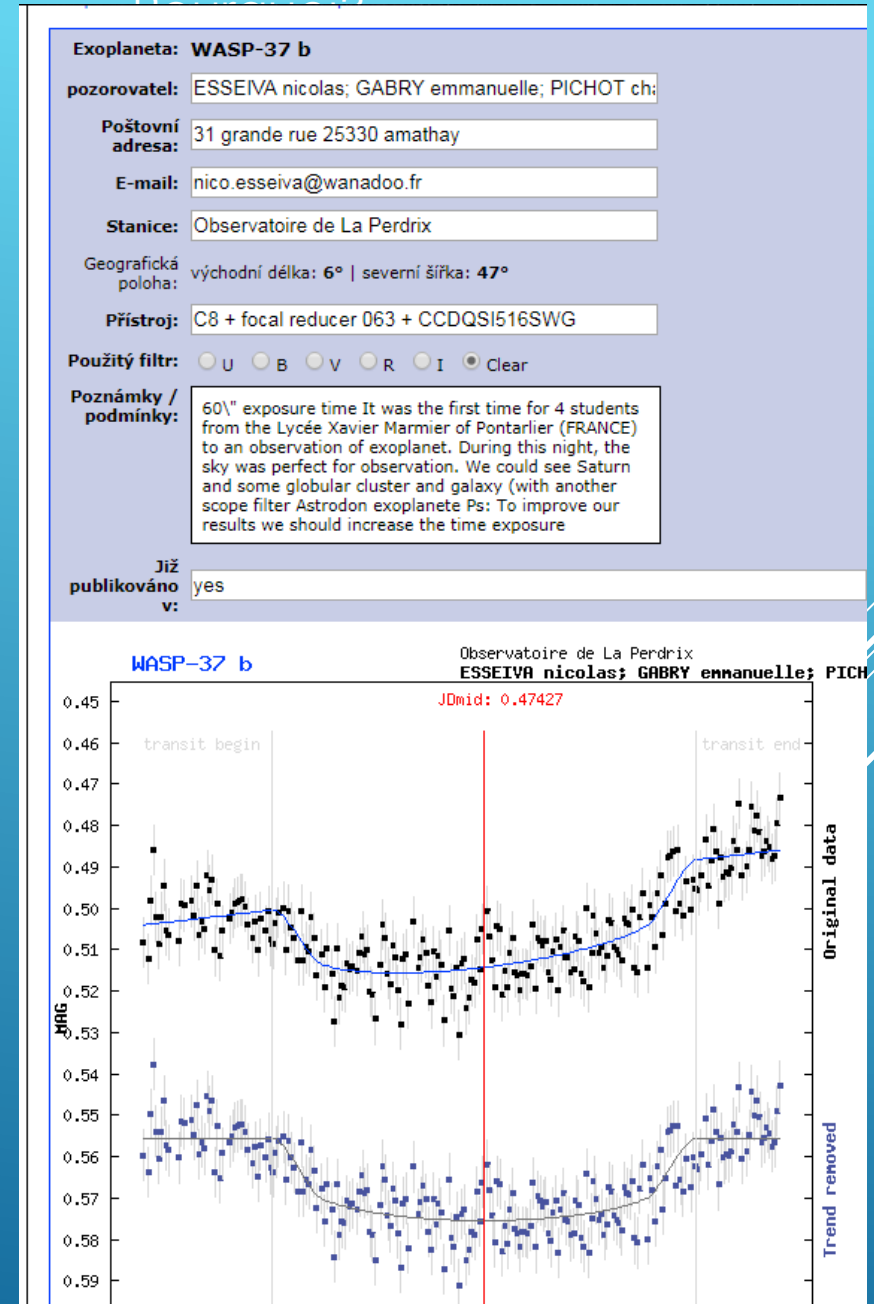 Exoplaneta: WASP-37 b
pozorovatel: ESSEIVA nicolas; GABRY emmanuelle; PICHOT cha
Poštovní
adresa: 31 grande rue 25330 amathay
E-mail: nico.esseiva@wanadoo.fr
Stanice: Observatoire de La Perdrix
Geografická
poloha: východní délka: 6° | severní šířka: 47°
Přístroj: C8 + focal reducer 063 + CCDQSI516SWG
Použitý filtr: U B V R I Clear
Poznámky /
podmínky:
60\" exposure time It was the first time for 4 students
from the Lycée Xavier Marmier of Pontarlier (FRANCE)
to an observation of exoplanet. During this night, the
sky was perfect for observation. We could see Saturn
and some globular cluster and galaxy (with another
scope filter Astrodon exoplanete Ps: To improve our
results we should increase the time exposure
Již
publikováno
v: yes
WASP-37 b
Observatoire de La Perdrix
ESSEIVA nicolas; GABRY emmanuelle; PICH
JDmid: 0.47427
transit begin
transit end
0.45
0.46
0.47
0.48
0.49
0.50
0.51
0.52
0.53
0.54
0.55
0.56
0.57
0.58
0.59
MAG
Original data
Trend removed